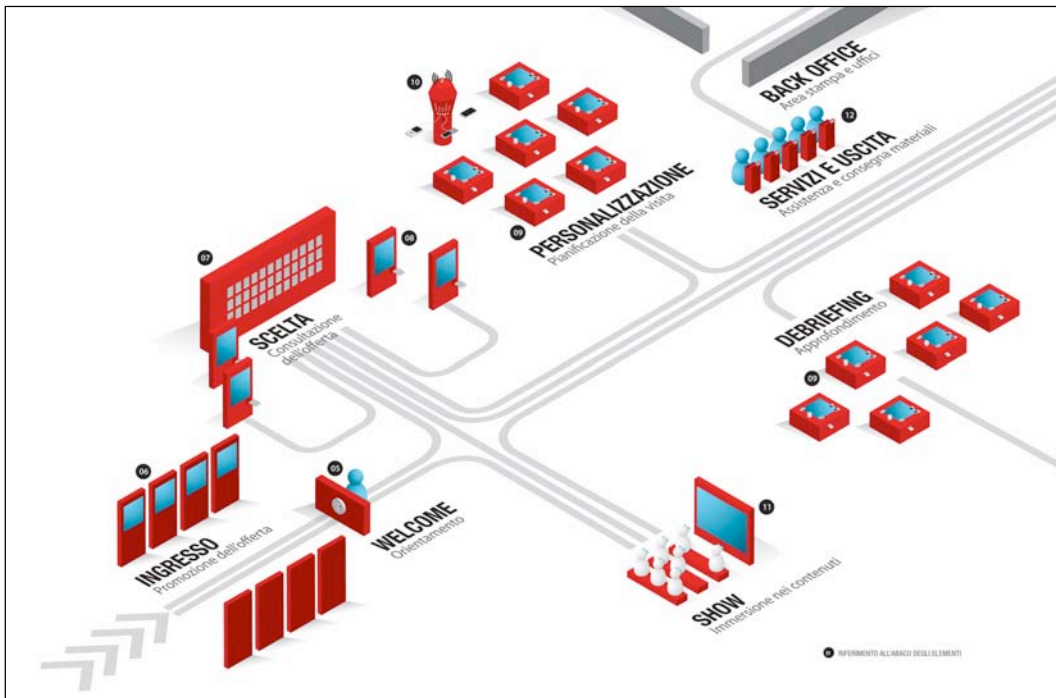 10
BACK OFFICE
Area stampa e uffici
12
SERVIZI E USCITA
Assistenza e consegna materiali
09
PERSONALIZZAZIONE
Pianificazione della visita
07
08
SCELTA
Consultazione
dell'offerta
DEBRIEFING
Approfondimento
09
06
05
INGRESSO
Promozione dell'offerta
WELCOME
Orientamento
11
SHOW
Immersione nei contenuti
n RIFERIMENTO ALL'ABACO DEGLI ELEMENTI